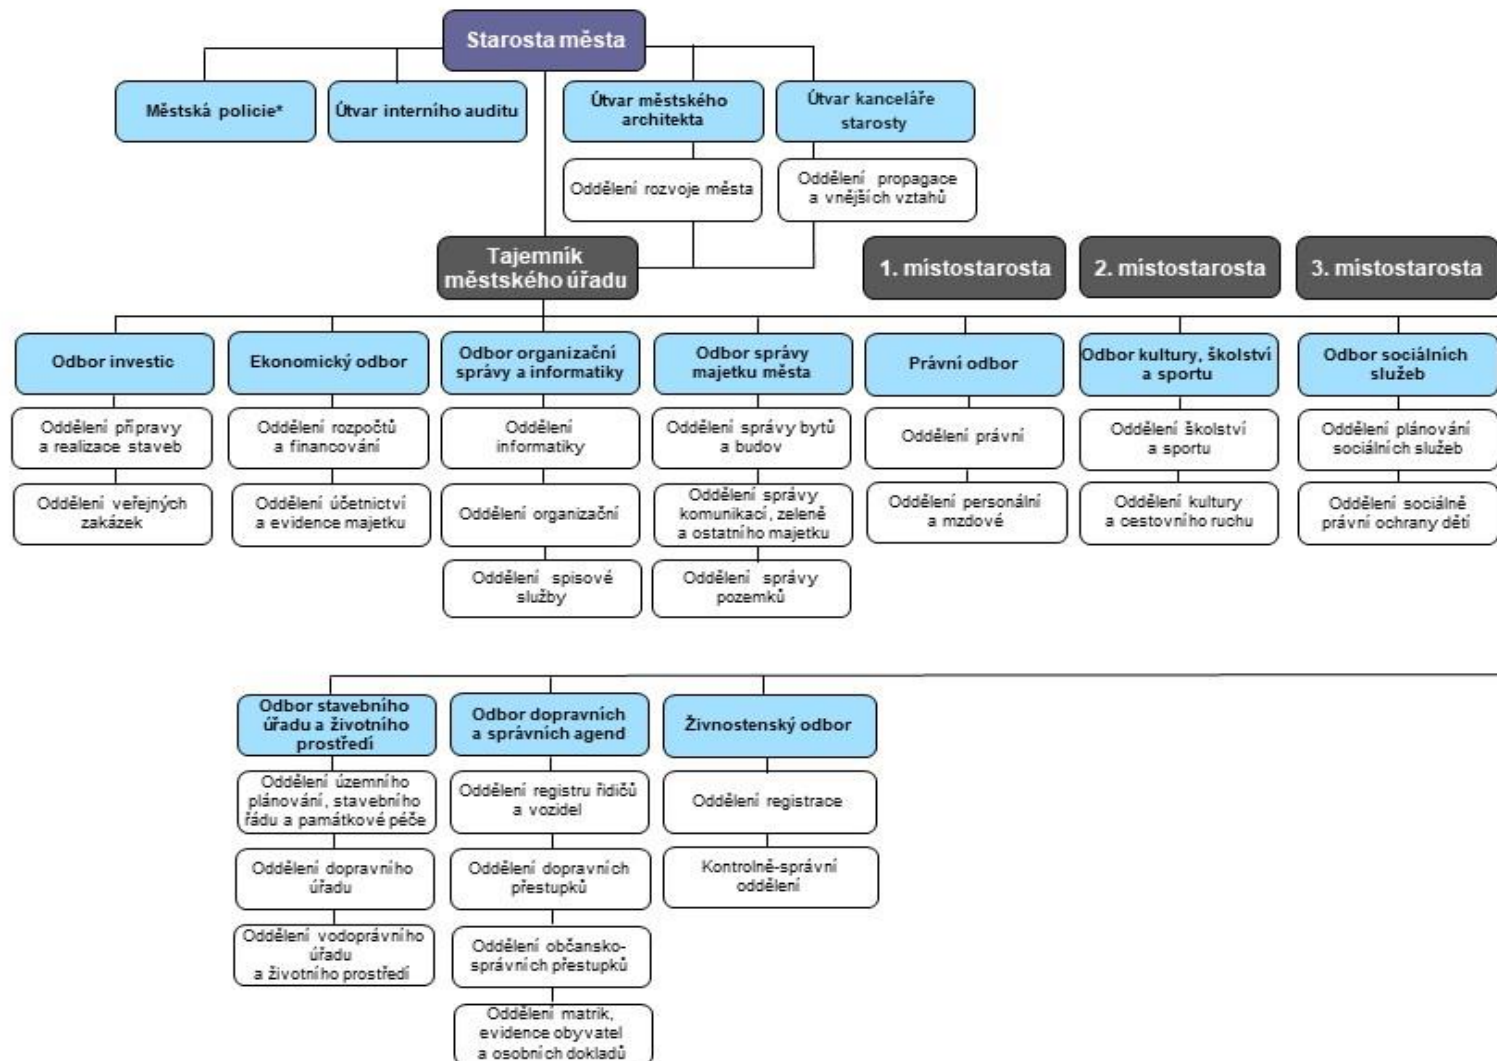 Starosta města
Městská policie*
Útvar interního auditu
Útvar městského
architekta
Útvar kanceláře
starosty
Oddělení rozvoje města
Oddělení propagace
a vnějších vztahů
Tajemník
městského úřadu
1. místostarosta
2. místostarosta
3. místostarosta
Odbor investic
Ekonomický odbor
Odbor organizační
správy a informatiky
Odbor správy
majetku města
Právní odbor
Odbor kultury, školství
a sportu
Odbor sociálních
služeb
Oddělení přípravy
a realizace staveb
Oddělení rozpočtů
a financování
Oddělení
informatiky
Oddělení správy bytů
a budov
Oddělení právní
Oddělení školství
a sportu
Oddělení plánování
sociálních služeb
Oddělení veřejných
zakázek
Oddělení účetnictví
a evidence majetku
Oddělení organizační
Oddělení správy
komunikací, zeleně
a ostatního majetku
Oddělení personální
a mzdové
Oddělení kultury
a cestovního ruchu
Oddělení sociálně
právní ochrany dětí
Oddělení spisové
služby
Oddělení správy
pozemků
Odbor stavebního
úřadu a životního
prostředí
Odbor dopravních
a správních agend
Živnostenský odbor
Oddělení územního
plánování, stavebního
řádu a památkové péče
Oddělení registru řidičů
a vozidel
Oddělení registrace
Oddělení dopravního
úřadu
Oddělení dopravních
přestupků
Kontrolně-správní
oddělení
Oddělení vodoprávního
úřadu
a životního prostředí
Oddělení občansko-
správních přestupků
Oddělení matrik,
evidence obyvatel
a osobních dokladů